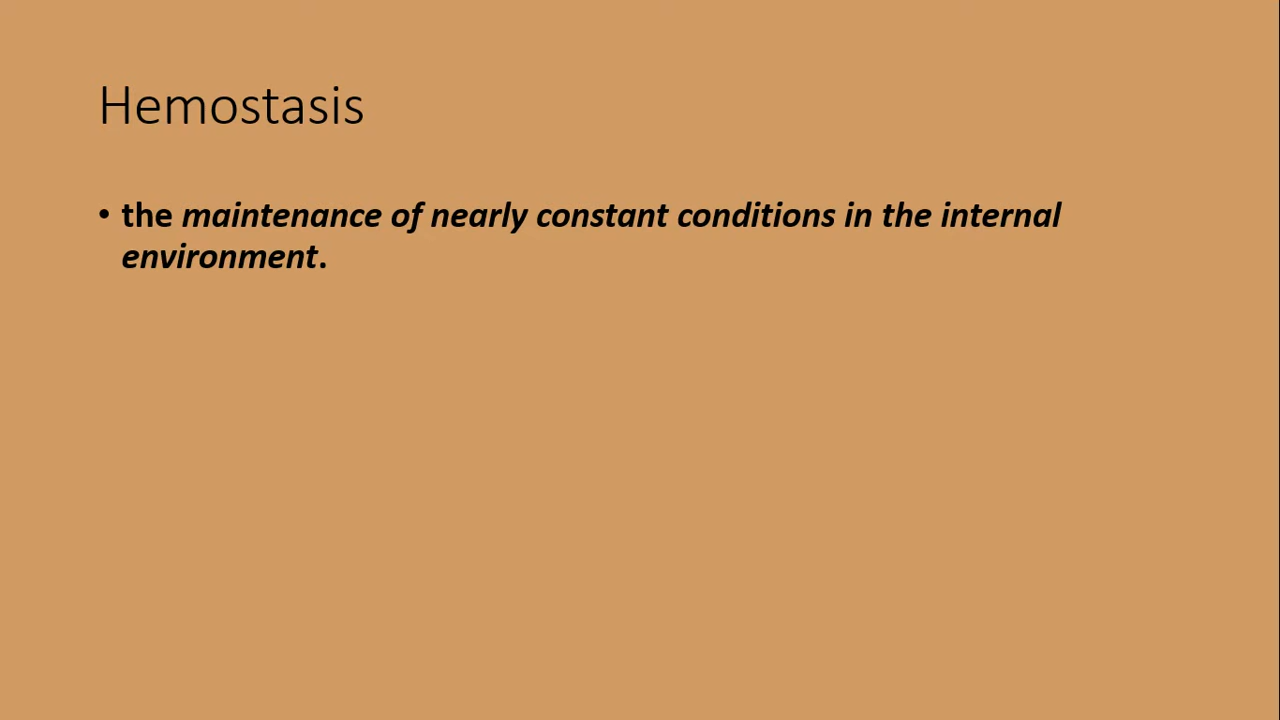 Hemostasis
• the maintenance of nearly constant conditions in the internal
environment.